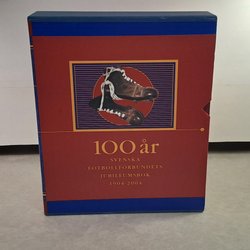 100 år
SVENSKA
FOTBOLLFÖRBUNDETS
JUBILEUMSBOK
1904-2004